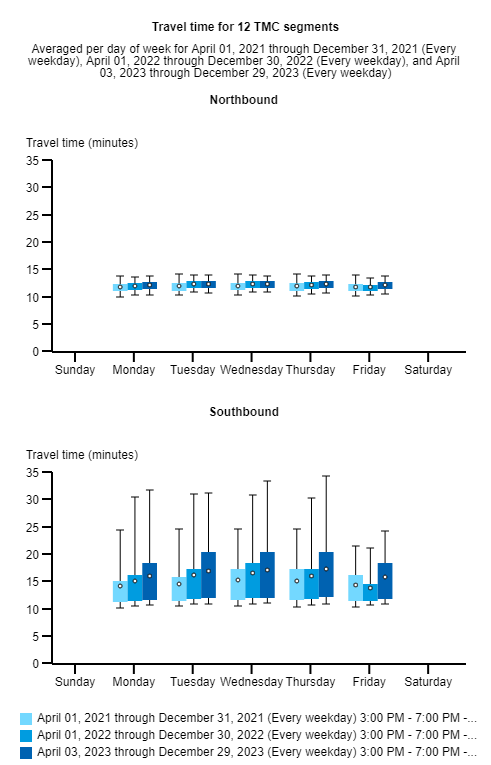 Travel time for 12 TMC segments
Averaged per day of week for April 01, 2021 through December 31, 2021 (Every
weekday), April 01, 2022 through December 30, 2022 (Every weekday), and April
03, 2023 through December 29, 2023 (Every weekday)
Northbound
Travel time (minutes)
35
30
25
20
15
10
5
0
Sunday Monday Tuesday Wednesday Thursday Friday Saturday
Southbound
Travel time (minutes)
35
30
25
20
15
10
5
0
Sunday Monday Tuesday Wednesday Thursday Friday Saturday
April 01, 2021 through December 31, 2021 (Every weekday) 3:00 PM - 7:00 PM -...
April 01, 2022 through December 30, 2022 (Every weekday) 3:00 PM - 7:00 PM -...
April 03, 2023 through December 29, 2023 (Every weekday) 3:00 PM - 7:00 PM -...